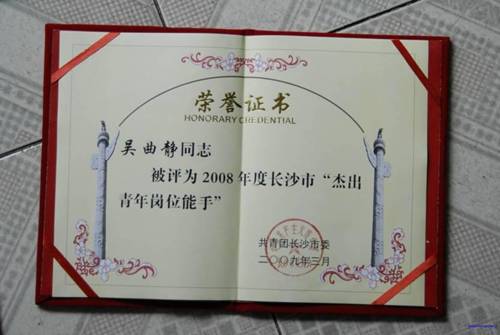 荣誉证书
HONORARY CREDENTIAL
吴曲静同志
被评为2008年度长沙市“杰出
青年岗位能手”
共青团长沙市委
二〇〇九年三月